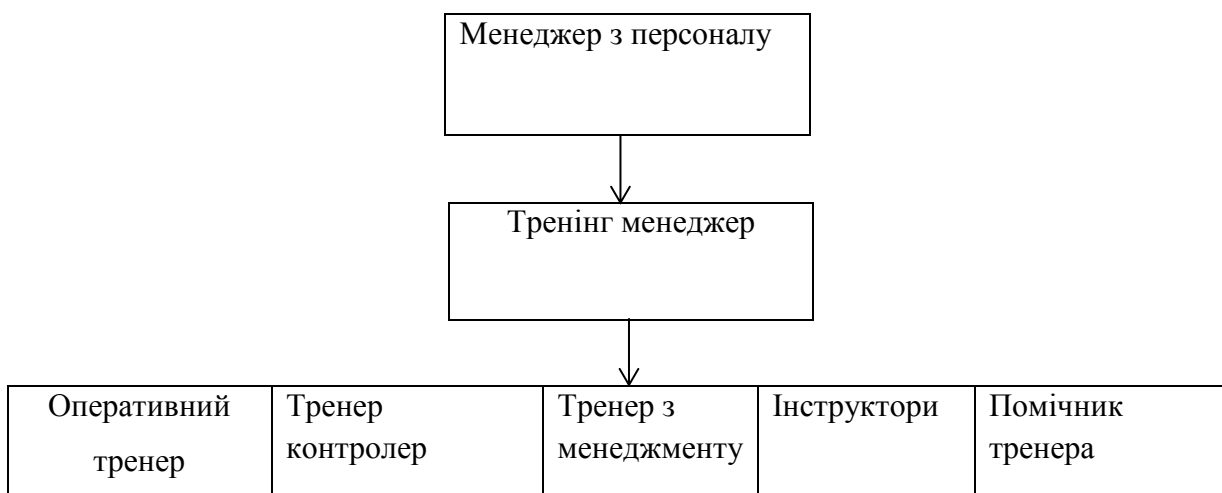 Менеджер з персоналу
Тренінг менеджер
Оперативний
тренер
Тренер
контролер
Тренер з
менеджменту
Інструктори
Помічник
тренера